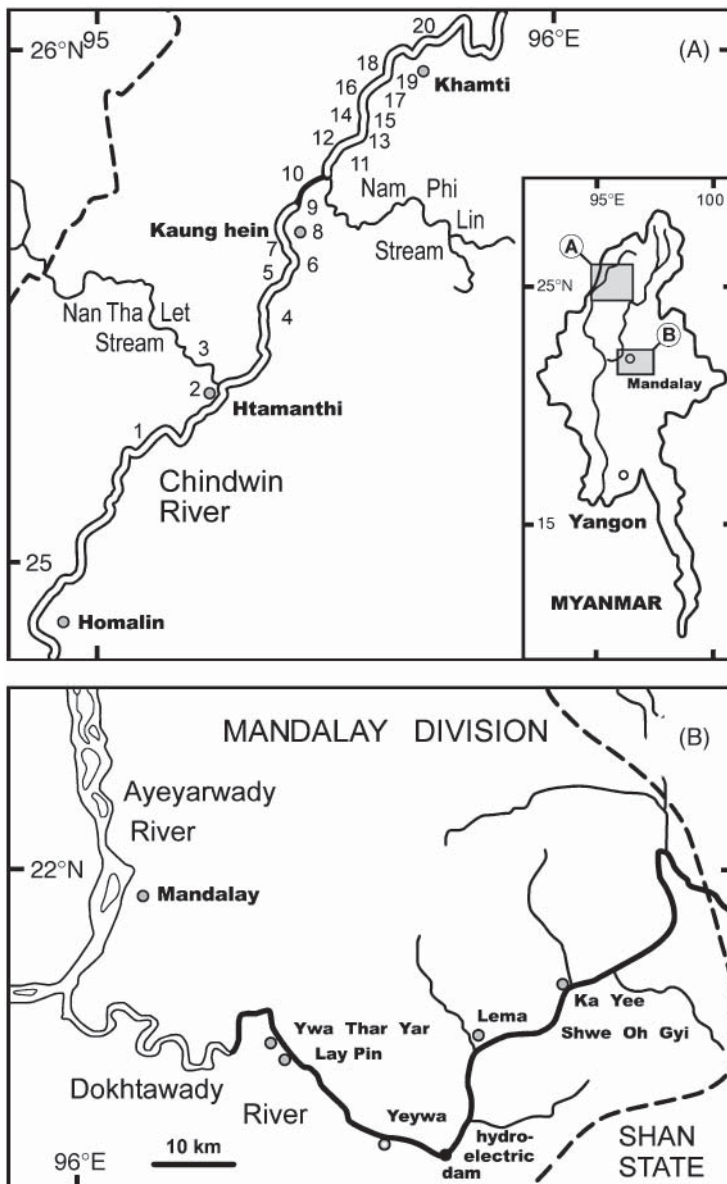 26°N
95
20
96°E
(A)
18
16
19
17
Khamti
14
15
12
13
11
10
Nam Phi
Lin
Stream
9
Kaung hein
8
7
6
5
4
Nan Tha Let
Stream
3
2
Htamanthi
1
Chindwin
River
25
Homalin
95°E
100
A
25°N
B
Mandalay
15
Yangon
MYANMAR
MANDALAY DIVISION
(B)
Ayeyarwady
River
22°N
Mandalay
Ka Yee
Lema
Shwe Oh Gyi
Ywa Thar Yar
Lay Pin
Dokhtawady
River
Yeywa
hydro-
electric
dam
SHAN
STATE
10 km
96°E